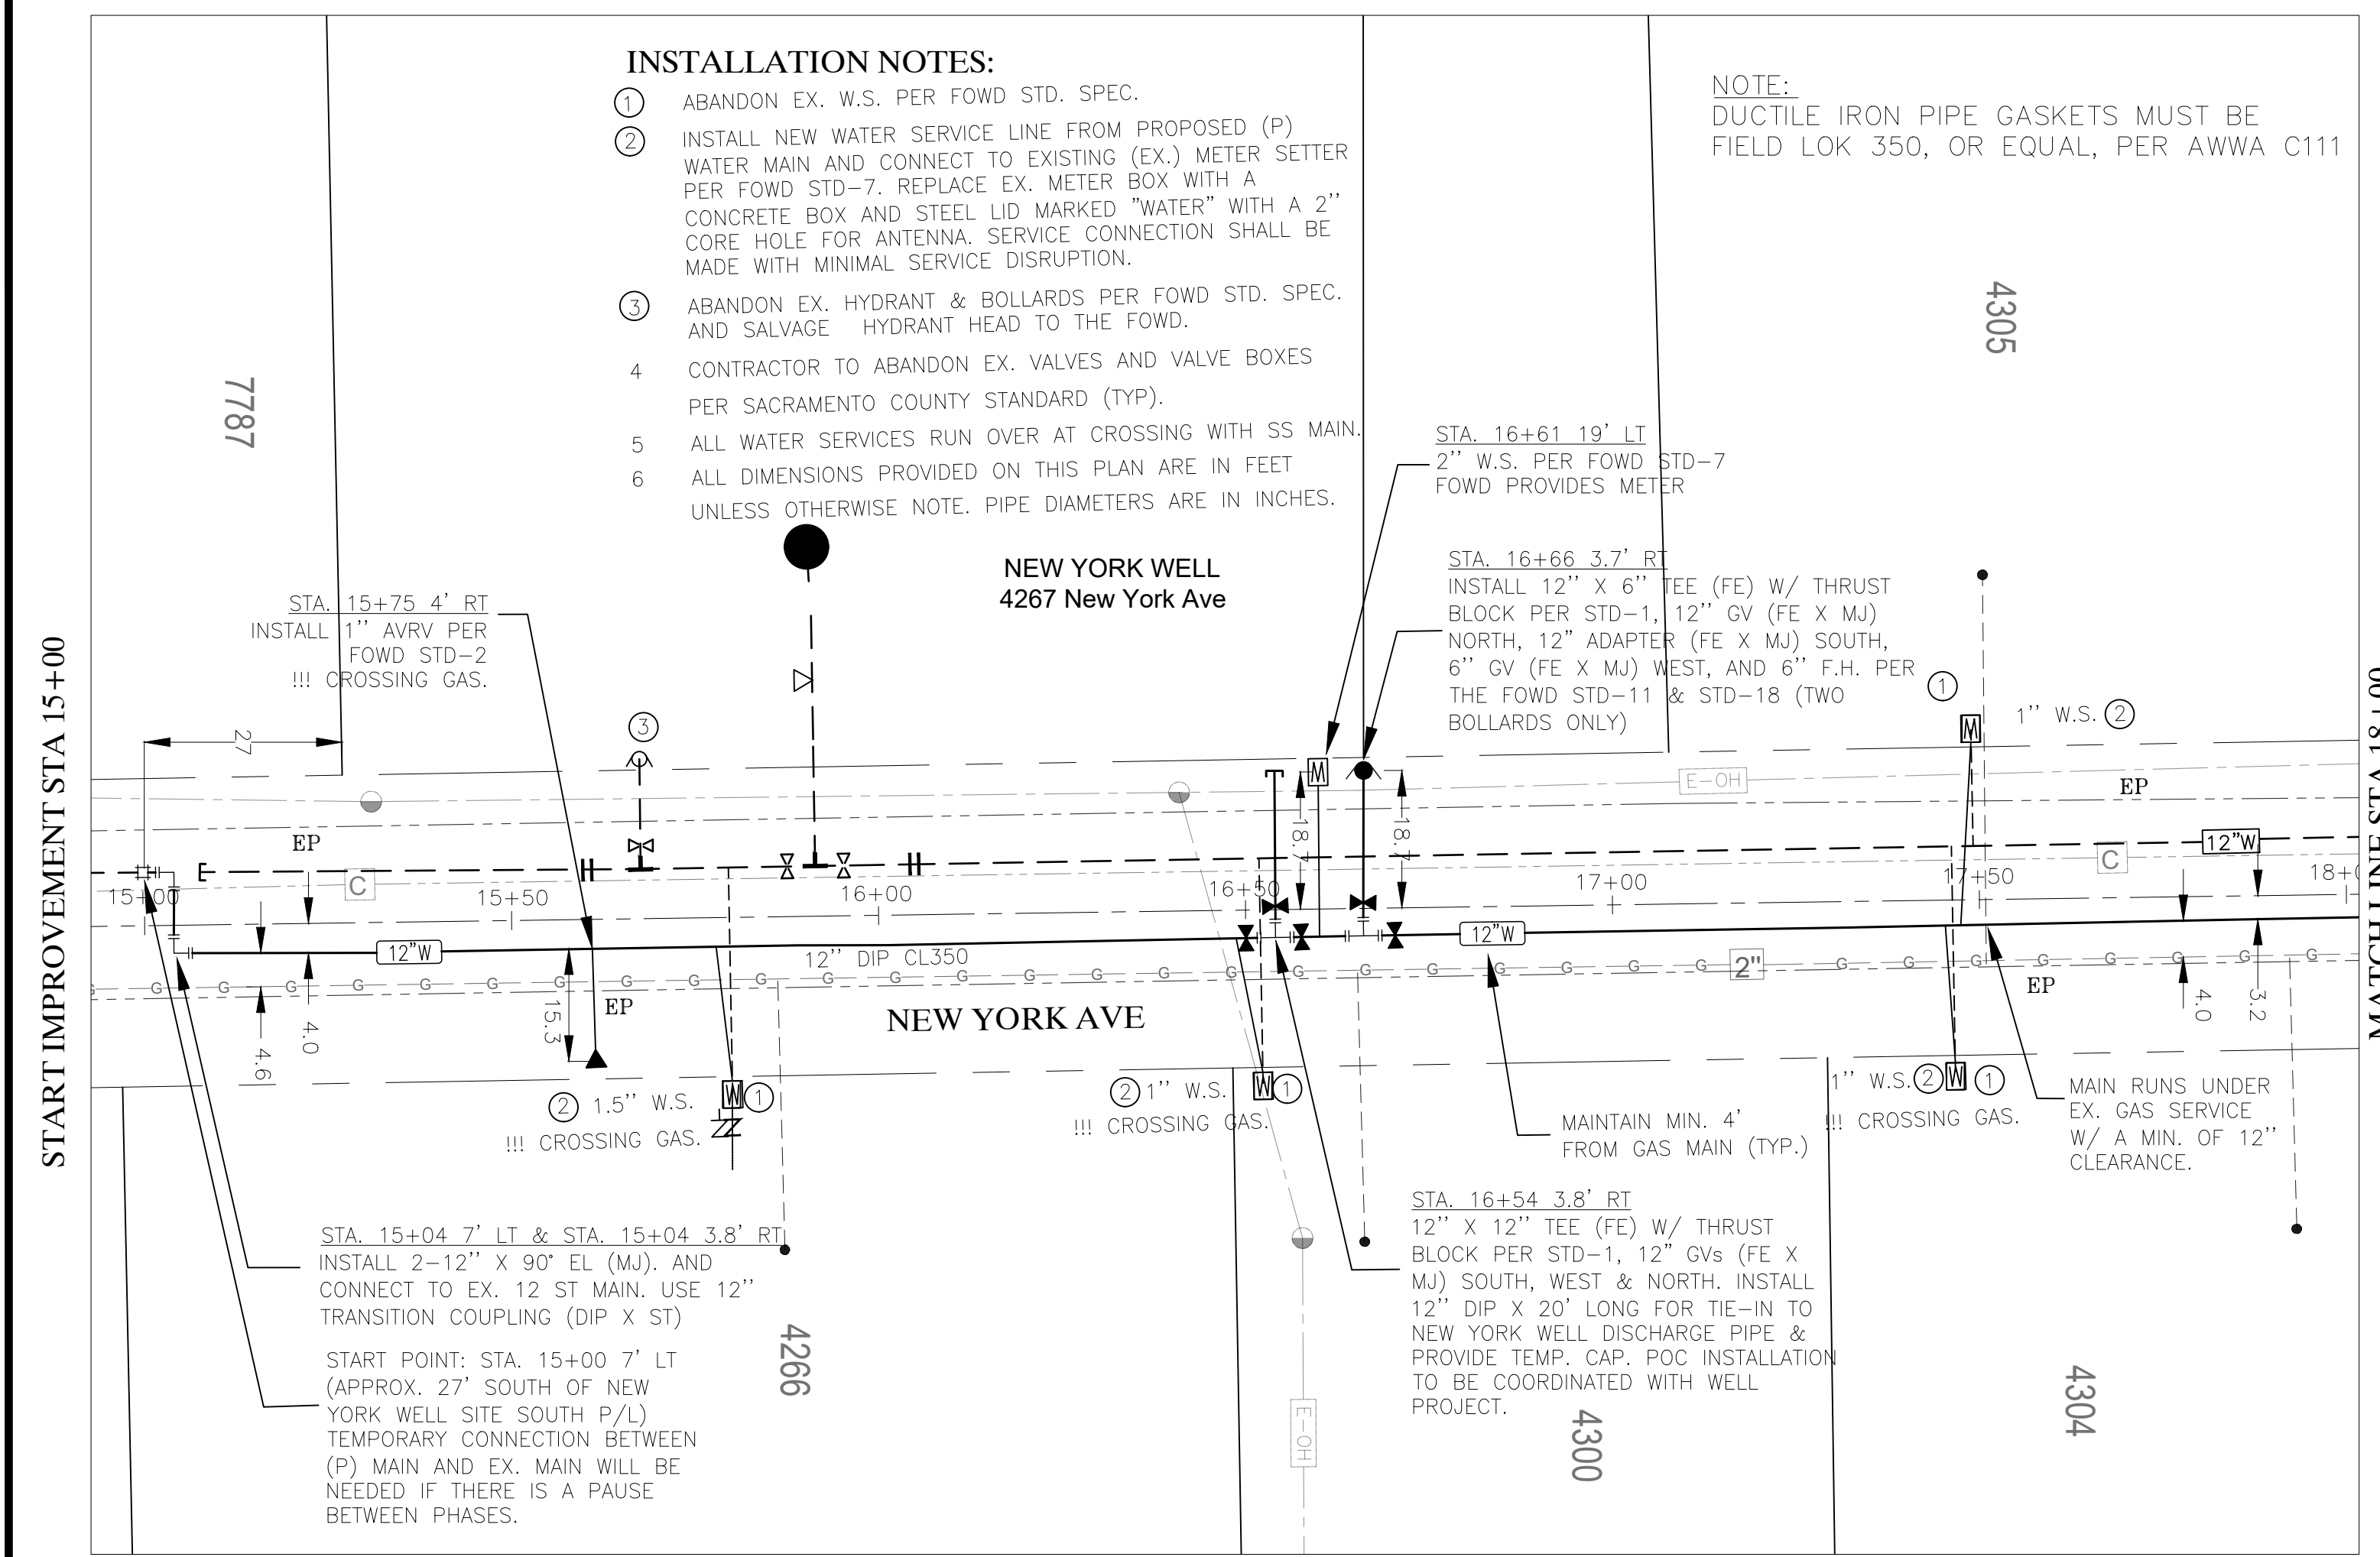 INSTALLATION NOTES:
1 ABANDON EX. W.S. PER FOWD STD. SPEC.
2 INSTALL NEW WATER SERVICE LINE FROM PROPOSED (P)
WATER MAIN AND CONNECT TO EXISTING (EX.) METER SETTER
PER FOWD STD-7. REPLACE EX. METER BOX WITH A
CONCRETE BOX AND STEEL LID MARKED "WATER" WITH A 2''
CORE HOLE FOR ANTENNA. SERVICE CONNECTION SHALL BE
MADE WITH MINIMAL SERVICE DISRUPTION.
3 ABANDON EX. HYDRANT & BOLLARDS PER FOWD STD. SPEC.
AND SALVAGE HYDRANT HEAD TO THE FOWD.
4 CONTRACTOR TO ABANDON EX. VALVES AND VALVE BOXES
PER SACRAMENTO COUNTY STANDARD (TYP).
5 ALL WATER SERVICES RUN OVER AT CROSSING WITH SS MAIN.
6 ALL DIMENSIONS PROVIDED ON THIS PLAN ARE IN FEET
UNLESS OTHERWISE NOTE. PIPE DIAMETERS ARE IN INCHES.
NOTE:
DUCTILE IRON PIPE GASKETS MUST BE
FIELD LOK 350, OR EQUAL, PER AWWA C111
4305
7787
STA. 16+61 19' LT
2'' W.S. PER FOWD STD-7
FOWD PROVIDES METER
NEW YORK WELL
4267 New York Ave
STA. 16+66 3.7' RT
INSTALL 12'' X 6'' TEE (FE) W/ THRUST
BLOCK PER STD-1, 12'' GV (FE X MJ)
NORTH, 12" ADAPTER (FE X MJ) SOUTH,
6'' GV (FE X MJ) WEST, AND 6'' F.H. PER
THE FOWD STD-11 & STD-18 (TWO
BOLLARDS ONLY)
STA. 15+75 4' RT
INSTALL 1'' AVRV PER
FOWD STD-2
!!! CROSSING GAS.
START IMPROVEMENT STA 15+00
MATCHLINE STA 18+00
27
3
1
M
1'' W.S. 2
M
E-OH
EP
EP
18.7
18.7
12"W
C
C
15+00
15+50
16+00
16+50
17+00
17+50
18+0
12"W
12'' DIP CL350
12"W
G G G G G G G G G G G G G G G G G G G G G G G G G G G G G G G G
2"
EP
EP
15.3
4.0
4.6
4.0
3.2
NEW YORK AVE
2 1.5'' W.S. W 1
!!! CROSSING GAS.
2 1'' W.S. W 1
!!! CROSSING GAS.
1'' W.S. 2 W 1
!!! CROSSING GAS.
MAINTAIN MIN. 4'
FROM GAS MAIN (TYP.)
MAIN RUNS UNDER
EX. GAS SERVICE
W/ A MIN. OF 12''
CLEARANCE.
STA. 15+04 7' LT & STA. 15+04 3.8' RT
INSTALL 2-12'' X 90° EL (MJ). AND
CONNECT TO EX. 12 ST MAIN. USE 12''
TRANSITION COUPLING (DIP X ST)
START POINT: STA. 15+00 7' LT
(APPROX. 27' SOUTH OF NEW
YORK WELL SITE SOUTH P/L)
TEMPORARY CONNECTION BETWEEN
(P) MAIN AND EX. MAIN WILL BE
NEEDED IF THERE IS A PAUSE
BETWEEN PHASES.
STA. 16+54 3.8' RT
12'' X 12'' TEE (FE) W/ THRUST
BLOCK PER STD-1, 12" GVs (FE X
MJ) SOUTH, WEST & NORTH. INSTALL
12'' DIP X 20' LONG FOR TIE-IN TO
NEW YORK WELL DISCHARGE PIPE &
PROVIDE TEMP. CAP. POC INSTALLATION
TO BE COORDINATED WITH WELL
PROJECT.
4266
E-OH
4300
4304